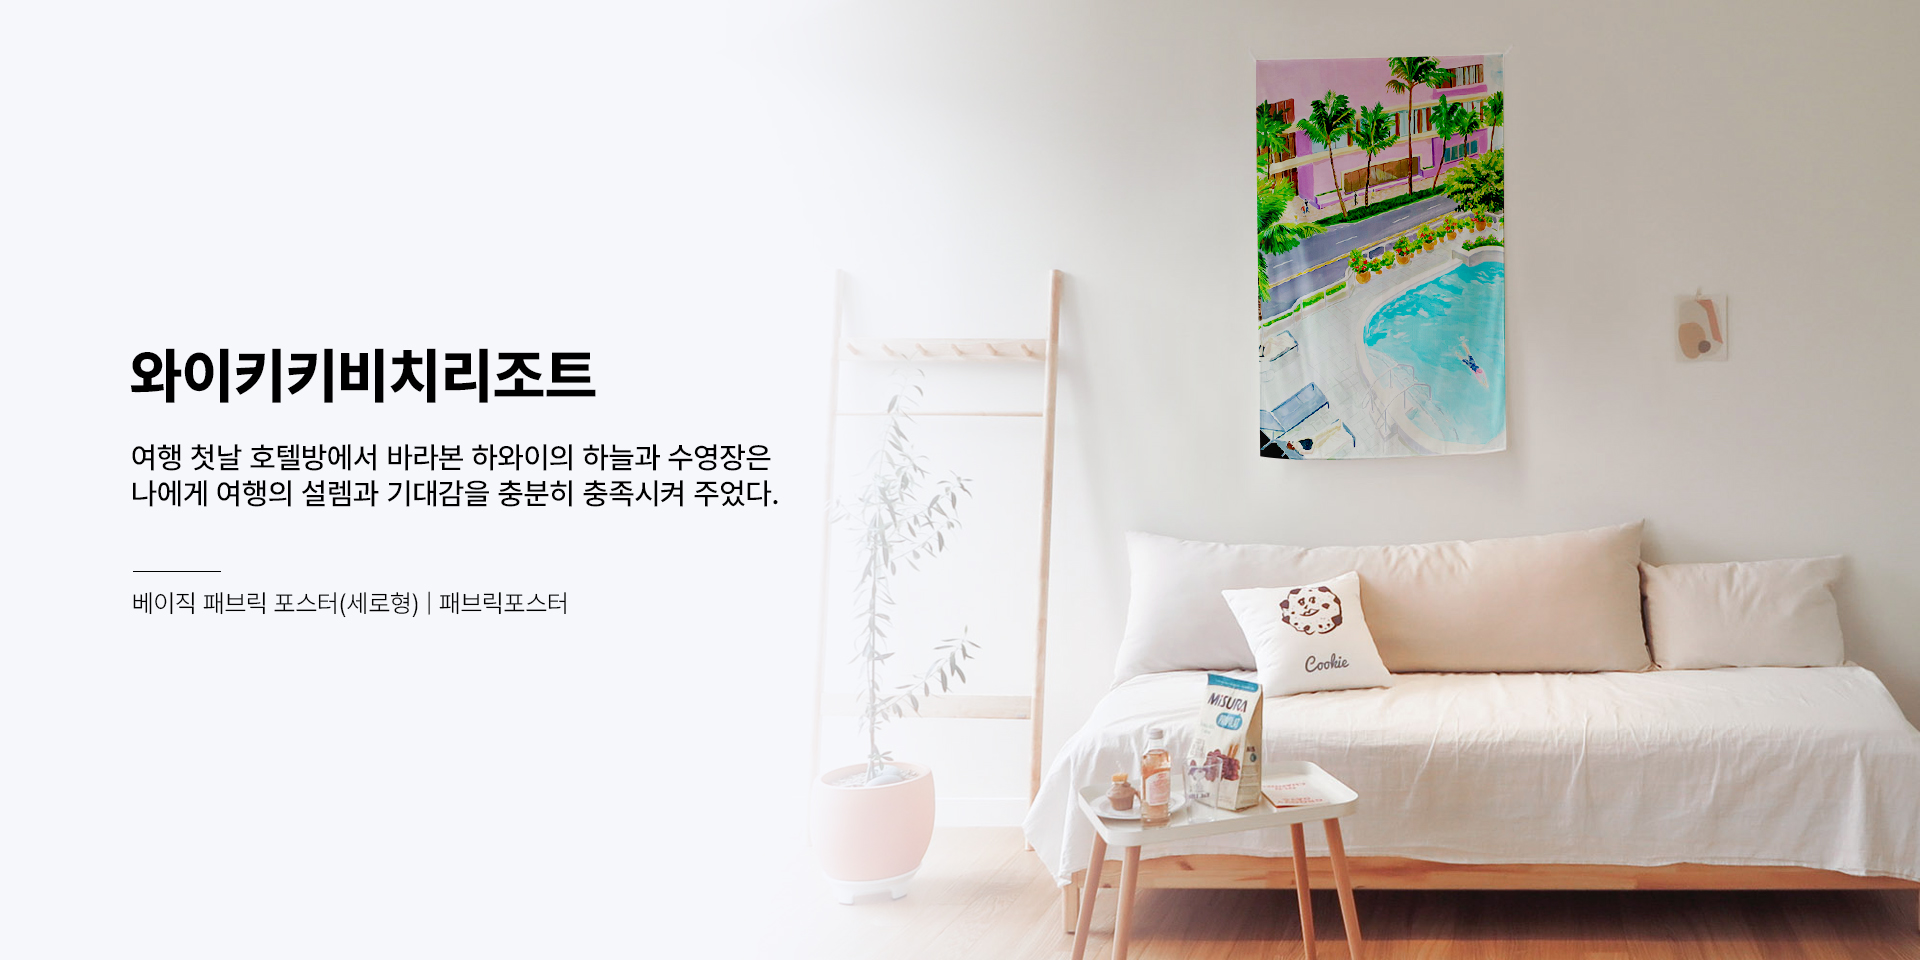 와이키키비치리조트
여행 첫날 호텔방에서 바라본 하와이의 하늘과 수영장은
나에게 여행의 설렘과 기대감을 충분히 충족시켜 주었다.
베이직 패브릭 포스터(세로형) | 패브릭포스터
Cookie
MISURA